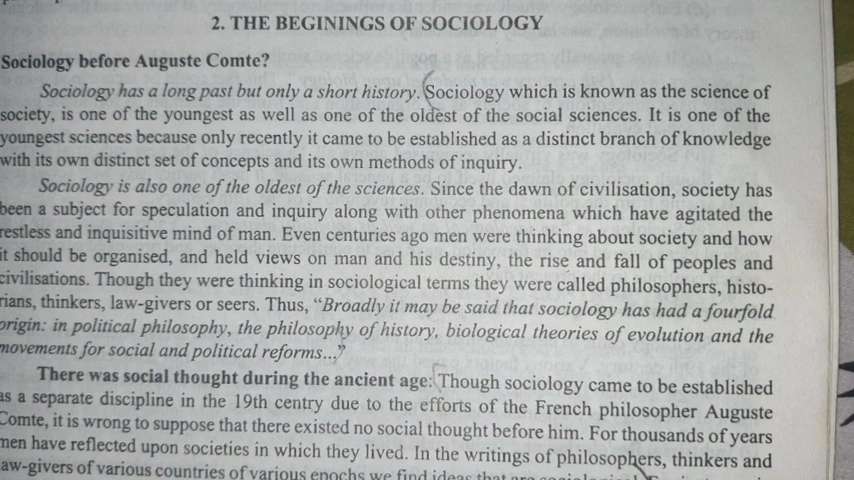 2. THE BEGININGS OF SOCIOLOGY
Sociology before Auguste Comte?
Sociology has a long past but only a short history. Sociology which is known as the science of
society, is one of the youngest as well as one of the oldest of the social sciences. It is one of the
youngest sciences because only recently it came to be established as a distinct branch of knowledge
with its own distinct set of concepts and its own methods of inquiry.
Sociology is also one of the oldest of the sciences. Since the dawn of civilisation, society has
been a subject for speculation and inquiry along with other phenomena which have agitated the
restless and inquisitive mind of man. Even centuries ago men were thinking about society and how
it should be organised, and held views on man and his destiny, the rise and fall of peoples and
civilisations. Though they were thinking in sociological terms they were called philosophers, histo-
rians, thinkers, law-givers or seers. Thus, “Broadly it may be said that sociology has had a fourfold
origin: in political philosophy, the philosophy of history, biological theories of evolution and the
movements for social and political reforms...”
There was social thought during the ancient age: Though sociology came to be established
as a separate discipline in the 19th centry due to the efforts of the French philosopher Auguste
Comte, it is wrong to suppose that there existed no social thought before him. For thousands of years
men have reflected upon societies in which they lived. In the writings of philosophers, thinkers and
law-givers of various countries of various epochs we find ideas that are